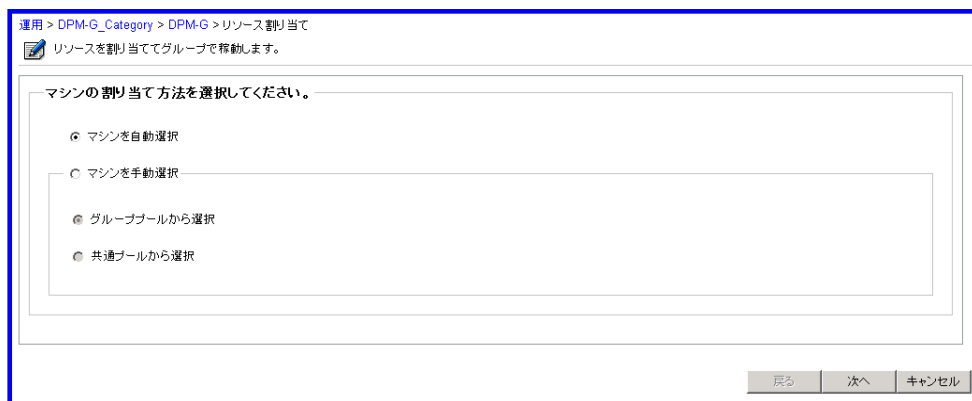 運用 > DPM-G_Category > DPM-G > リソース割り当て
リソースを割り当ててグループで稼動します。
マシンの割り当て方法を選択してください。
マシンを自動選択
マシンを手動選択
グループプールから選択
共通プールから選択
戻る 次へ キャンセル